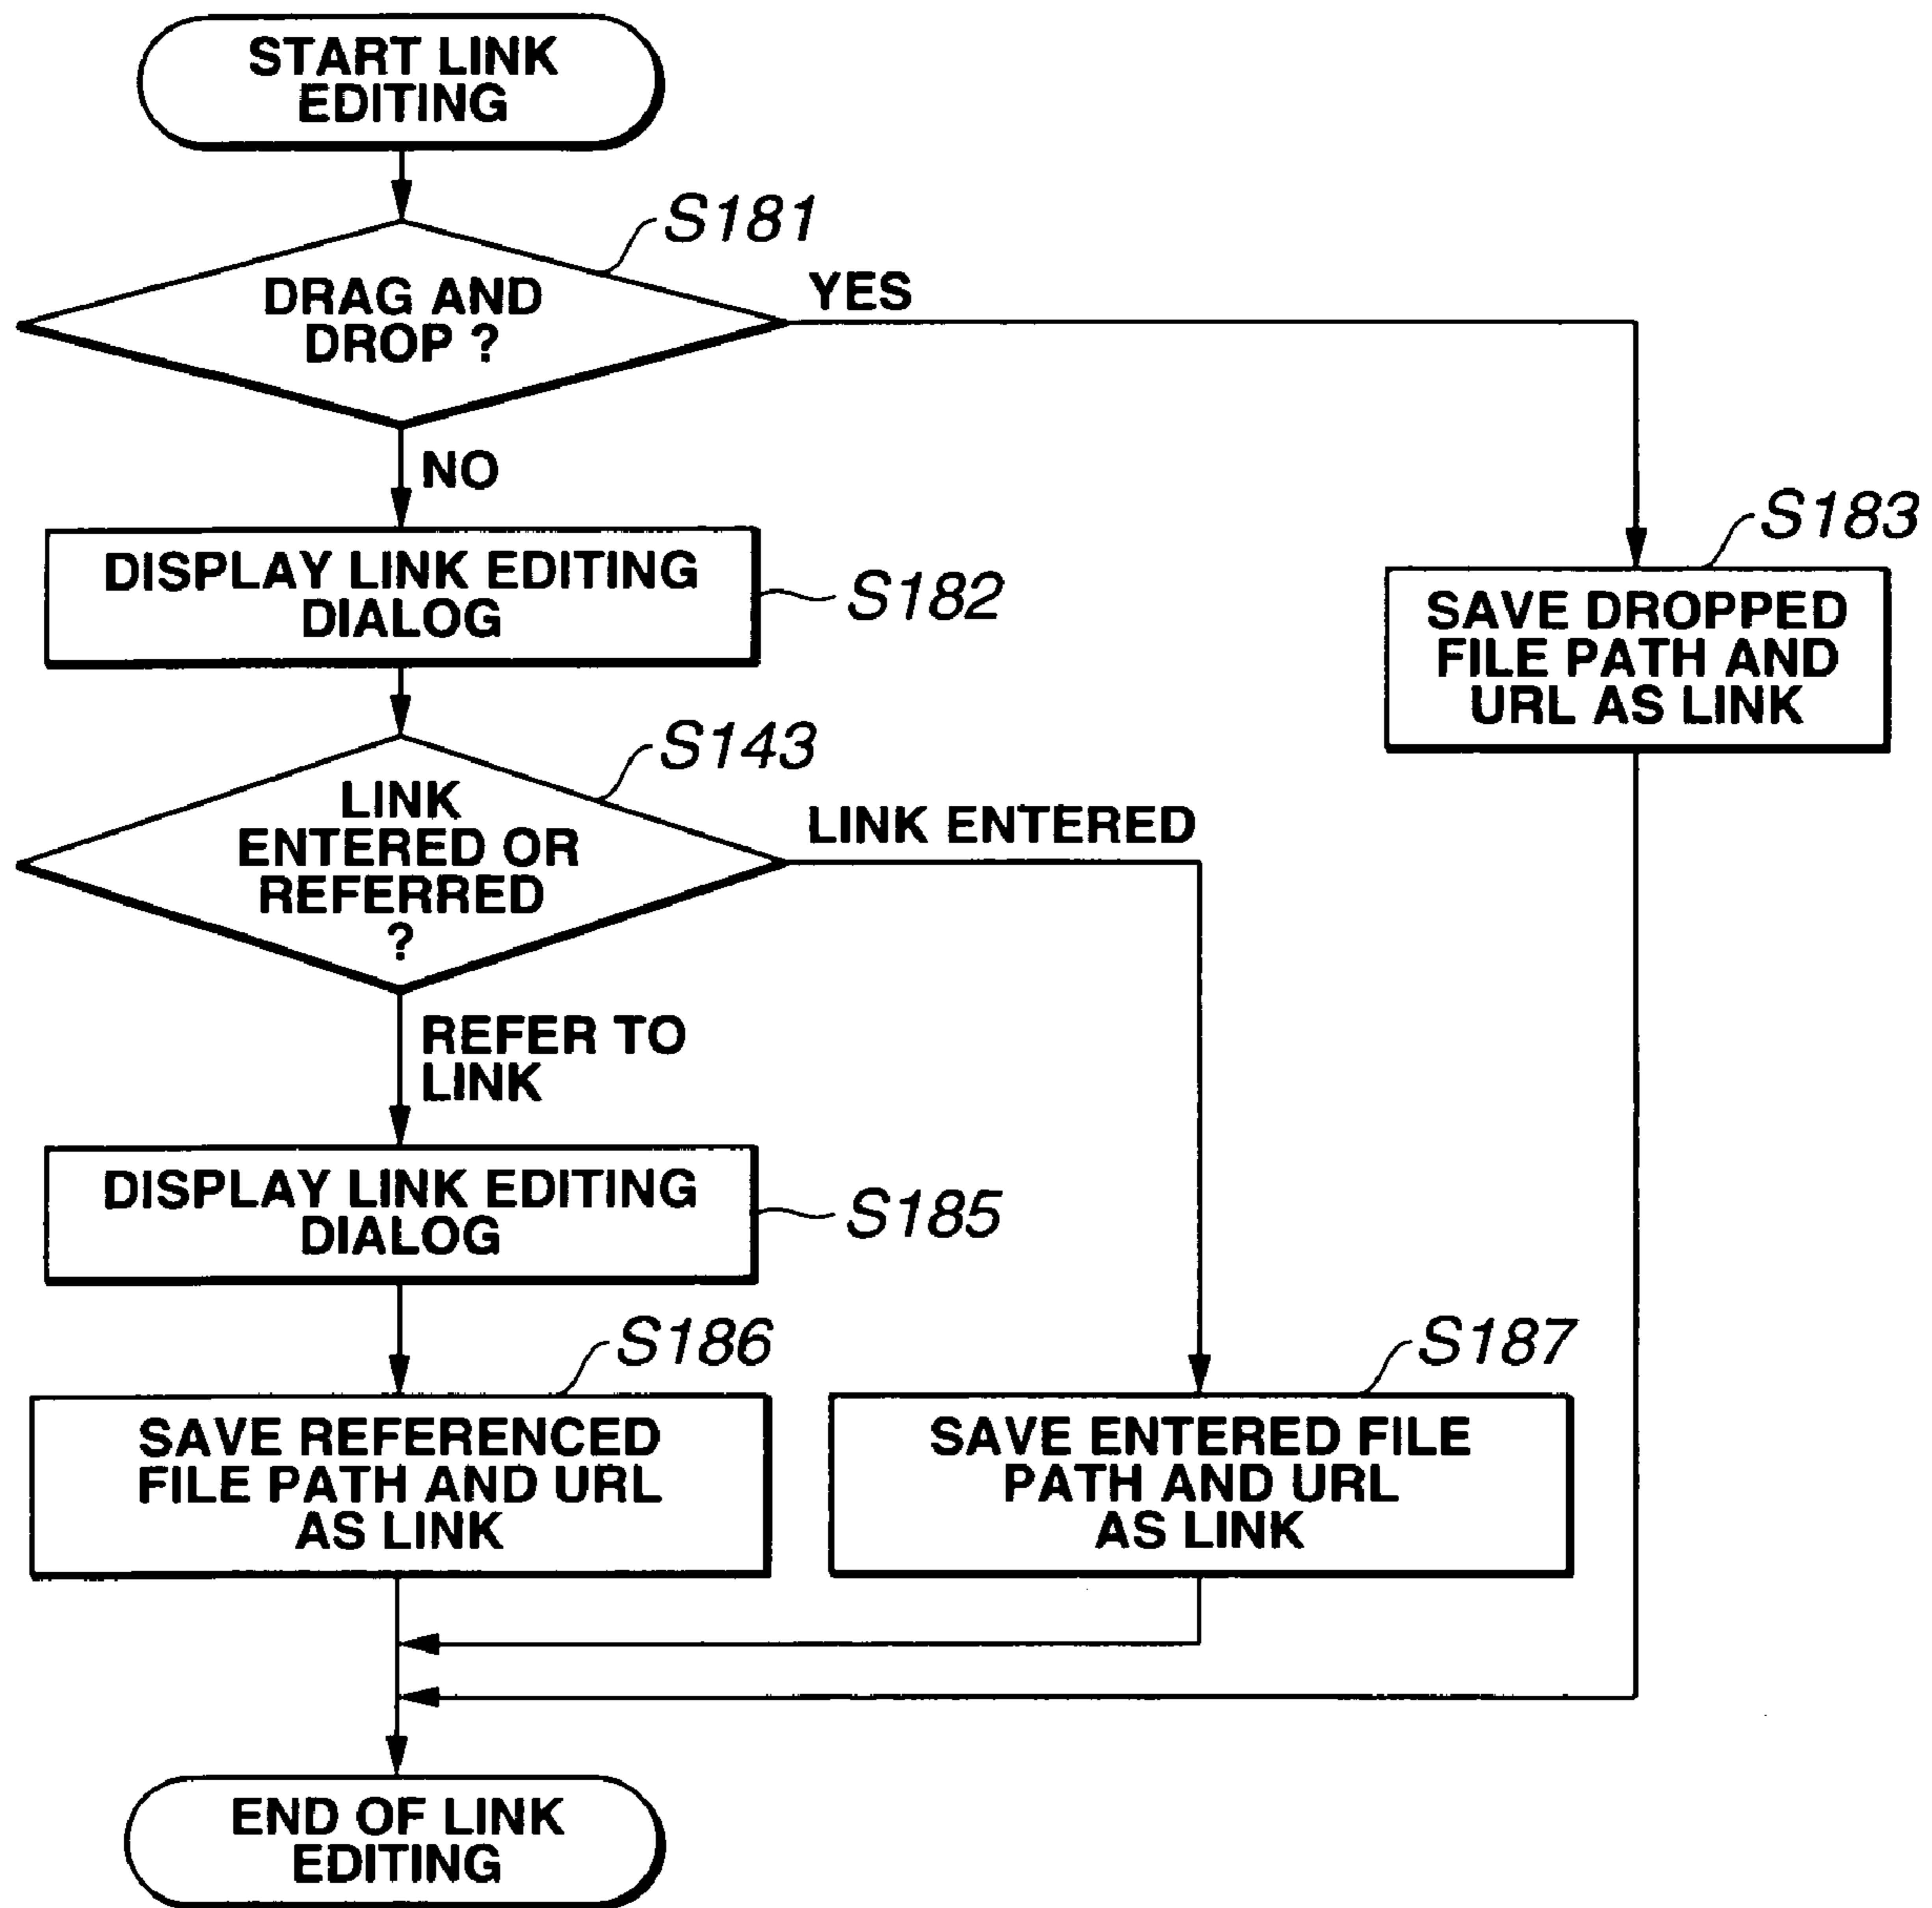 START LINK
EDITING
S181
DRAG AND
DROP ?
YES
NO
S183
DISPLAY LINK EDITING
DIALOG
S182
SAVE DROPPED
FILE PATH AND
URL AS LINK
S143
LINK
ENTERED OR
REFERRED
?
LINK ENTERED
REFER TO
LINK
DISPLAY LINK EDITING
DIALOG
S185
S186
S187
SAVE REFERENCED
FILE PATH AND URL
AS LINK
SAVE ENTERED FILE
PATH AND URL
AS LINK
END OF LINK
EDITING